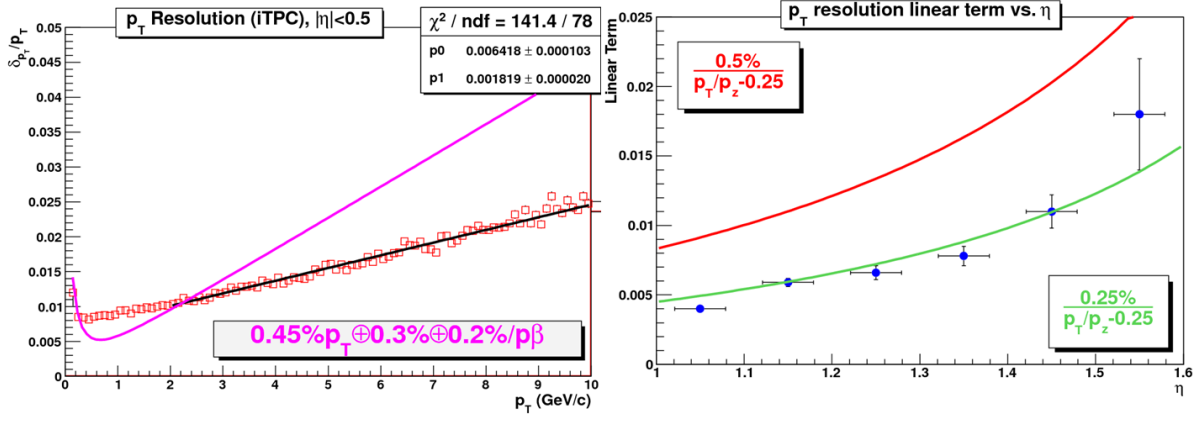 p_T Resolution (iTPC), |η|<0.5
χ² / ndf = 141.4 / 78
p0 0.006418 ± 0.000103
p1 0.001819 ± 0.000020
δ_{p_T}/p_T
0.05
0.045
0.04
0.035
0.03
0.025
0.02
0.015
0.01
0.005
0
0.45%p_T⊕0.3%⊕0.2%/pβ
0 1 2 3 4 5 6 7 8 9 10
p_T (GeV/c)
p_T resolution linear term vs. η
Linear Term
0.025
0.02
0.015
0.01
0.005
0
0.5%
p_T/p_z-0.25
0.25%
p_T/p_z-0.25
1 1.1 1.2 1.3 1.4 1.5 1.6
η